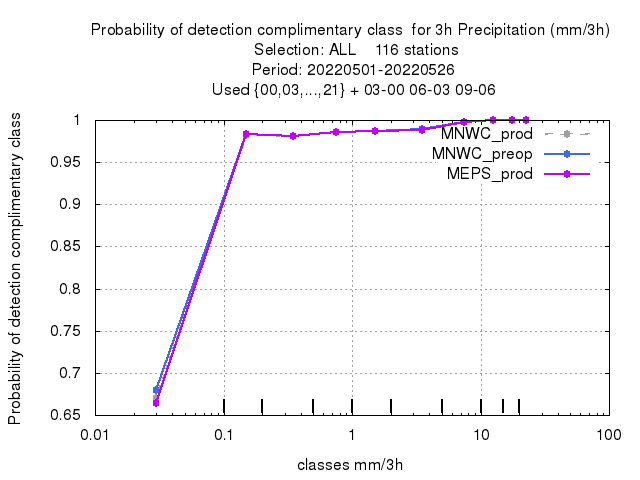 Probability of detection complimentary class  for 3h Precipitation (mm/3h)
Selection: ALL    116 stations
Period: 20220501-20220526
Used {00,03,...,21} + 03-00 06-03 09-06
Probability of detection complimentary class
1
0.95
0.9
0.85
0.8
0.75
0.7
0.65
MNWC_prod
MNWC_preop
MEPS_prod
0.01
0.1
1
10
100
classes mm/3h